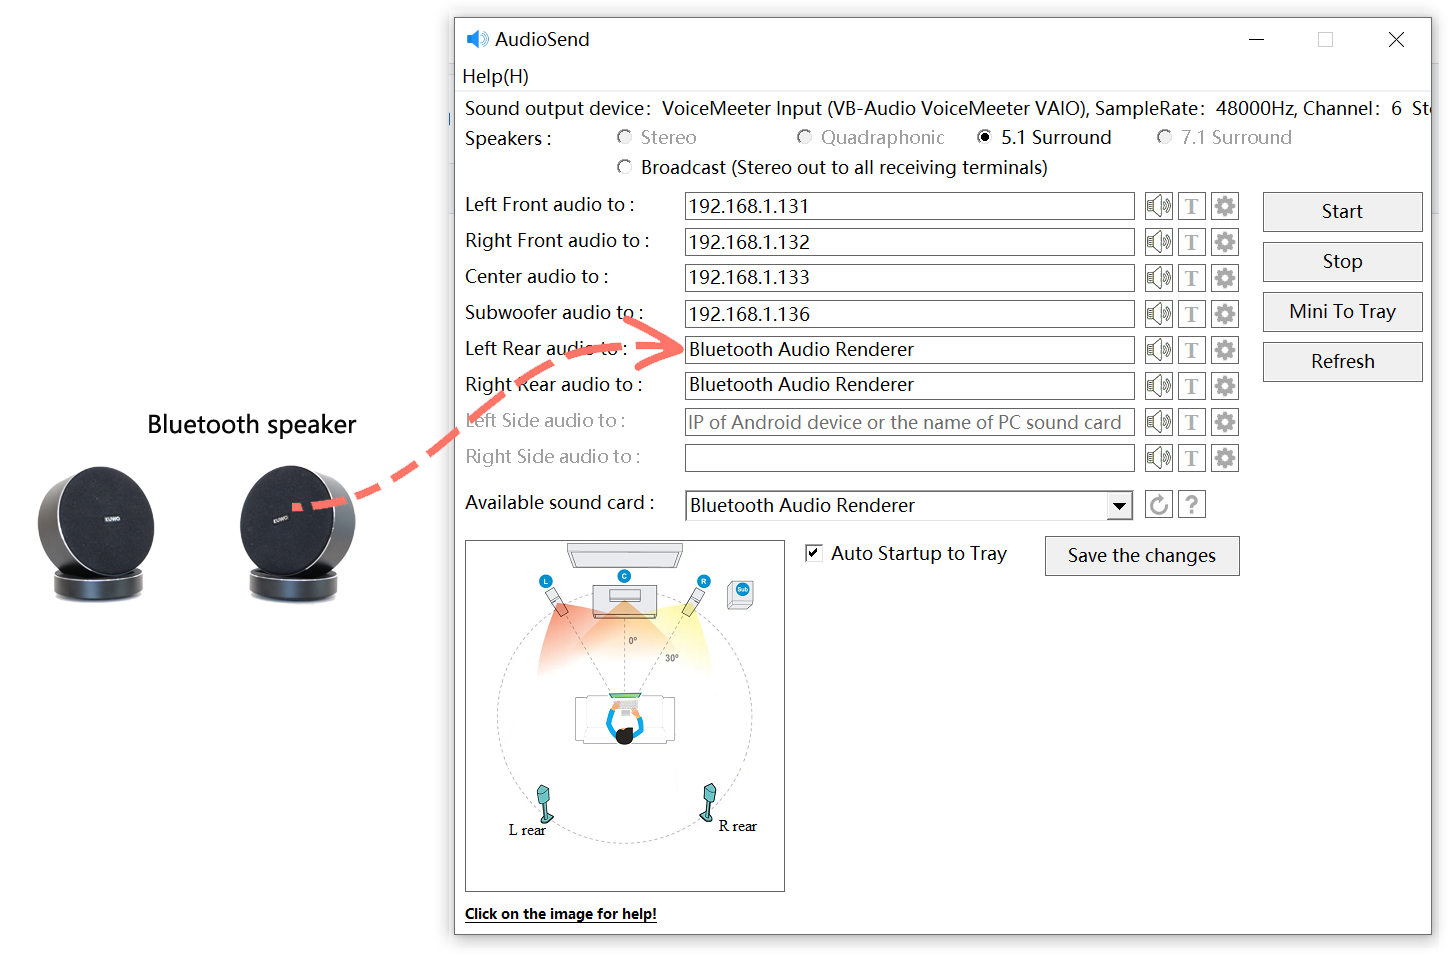 AudioSend
Help(H)
Sound output device: VoiceMeeter Input (VB-Audio VoiceMeeter VAIO), SampleRate: 48000Hz, Channel: 6 Ste
Speakers :
Stereo
Quadraphonic
5.1 Surround
7.1 Surround
Broadcast (Stereo out to all receiving terminals)
Left Front audio to :
192.168.1.131
T
Start
Right Front audio to :
192.168.1.132
T
Stop
Center audio to :
192.168.1.133
T
Mini To Tray
Subwoofer audio to :
192.168.1.136
T
Left Rear audio to :
Bluetooth Audio Renderer
T
Refresh
Right Rear audio to :
Bluetooth Audio Renderer
T
Left Side audio to :
IP of Android device or the name of PC sound card
T
Right Side audio to :
T
Bluetooth speaker
KUWO
KUWO
Available sound card :
Bluetooth Audio Renderer
?
Auto Startup to Tray
Save the changes
L
C
R
Sub
0°
30°
L rear
R rear
Click on the image for help!